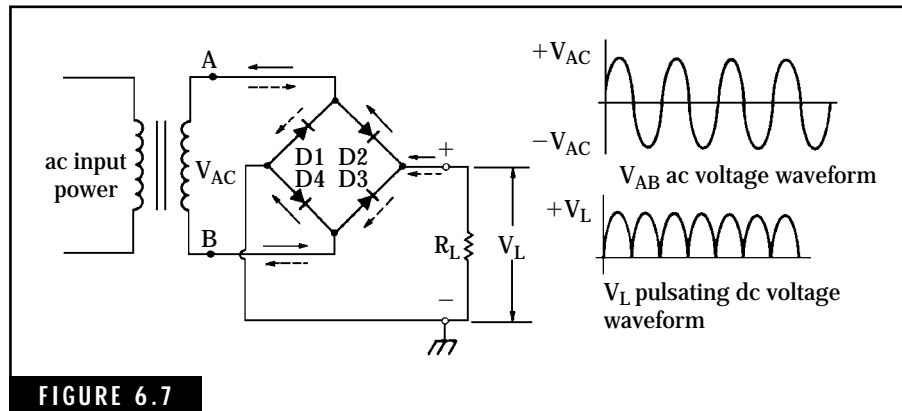 A
ac input
power
V_AC
B
D1 D2
D4 D3
+
R_L
V_L
−
+V_AC
−V_AC
V_AB ac voltage waveform
+V_L
V_L pulsating dc voltage
waveform
FIGURE 6.7